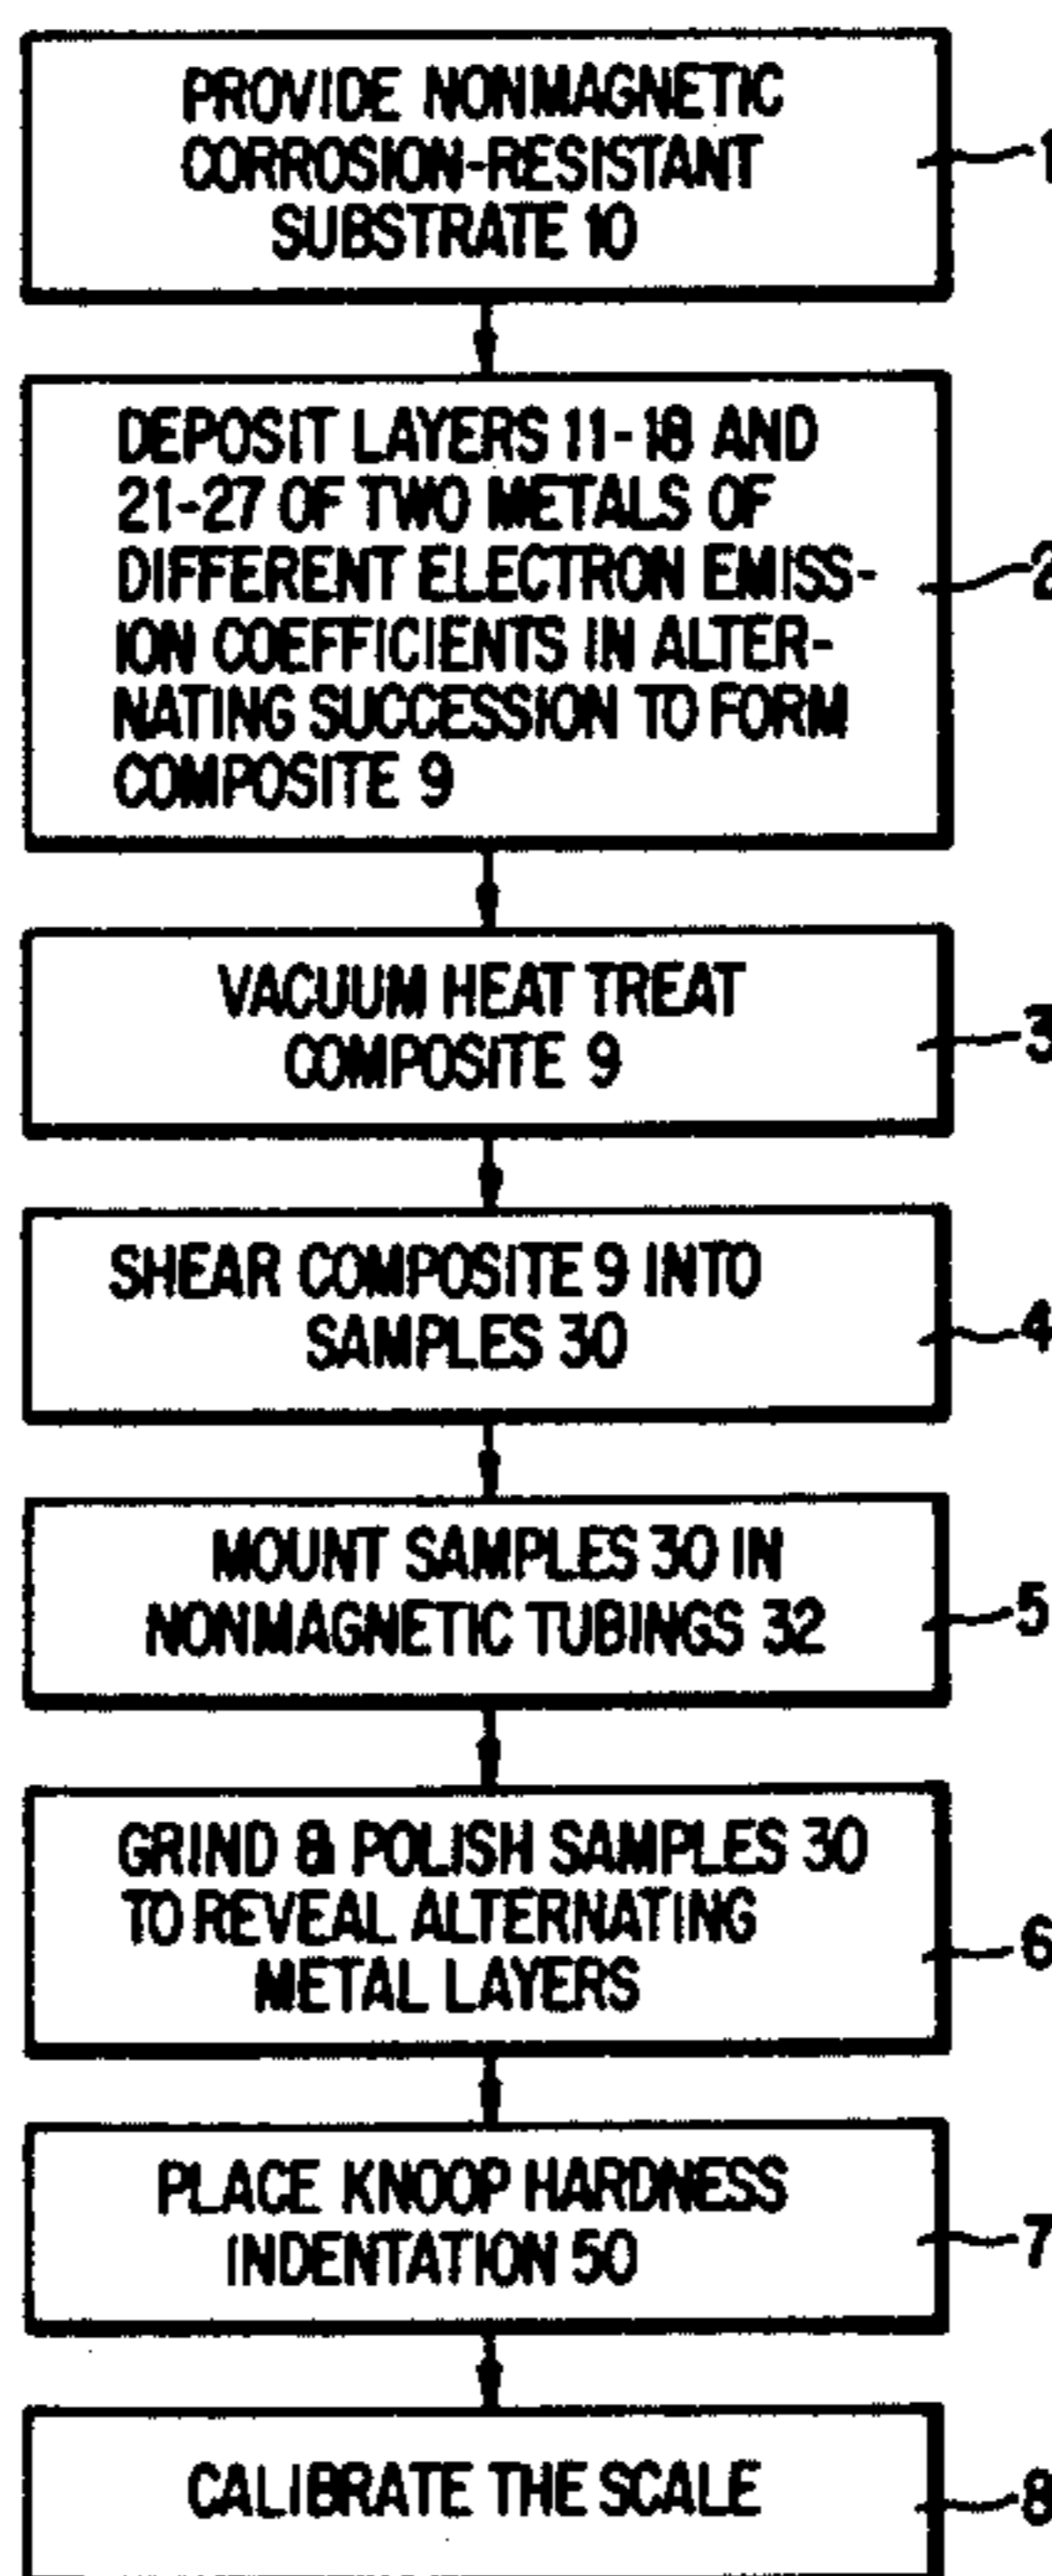 PROVIDE NONMAGNETIC
CORROSION-RESISTANT
SUBSTRATE 10
1
DEPOSIT LAYERS 11-18 AND
21-27 OF TWO METALS OF
DIFFERENT ELECTRON EMISS-
ION COEFFICIENTS IN ALTER-
NATING SUCCESSION TO FORM
COMPOSITE 9
2
VACUUM HEAT TREAT
COMPOSITE 9
3
SHEAR COMPOSITE 9 INTO
SAMPLES 30
4
MOUNT SAMPLES 30 IN
NONMAGNETIC TUBINGS 32
5
GRIND & POLISH SAMPLES 30
TO REVEAL ALTERNATING
METAL LAYERS
6
PLACE KNOOP HARDNESS
INDENTATION 50
7
CALIBRATE THE SCALE
8